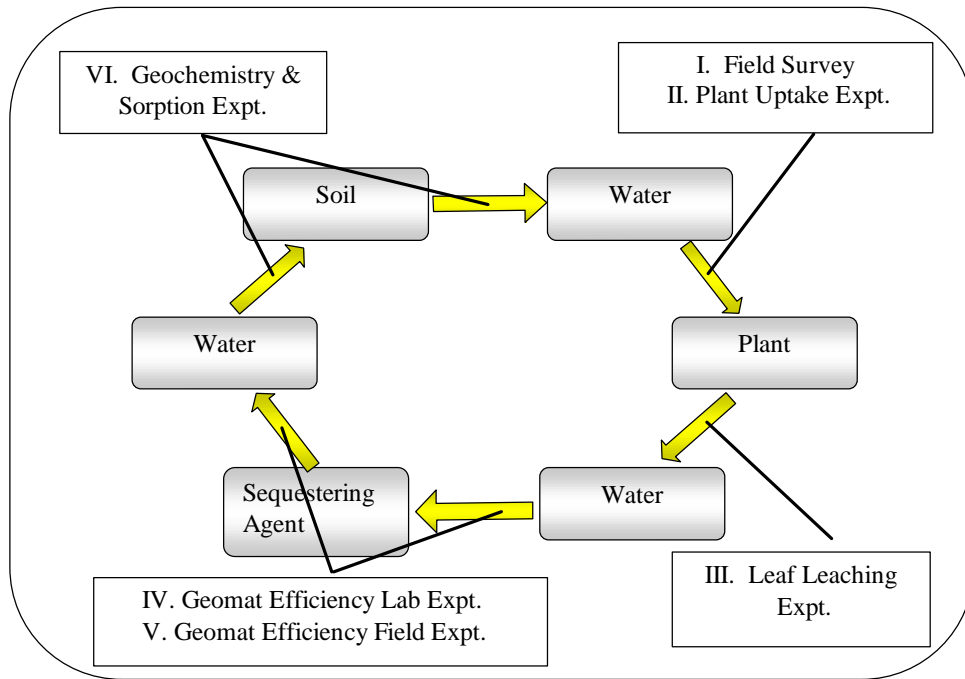 VI. Geochemistry &
Sorption Expt.
I. Field Survey
II. Plant Uptake Expt.
Soil
Water
Water
Plant
Sequestering
Agent
Water
IV. Geomat Efficiency Lab Expt.
V. Geomat Efficiency Field Expt.
III. Leaf Leaching
Expt.